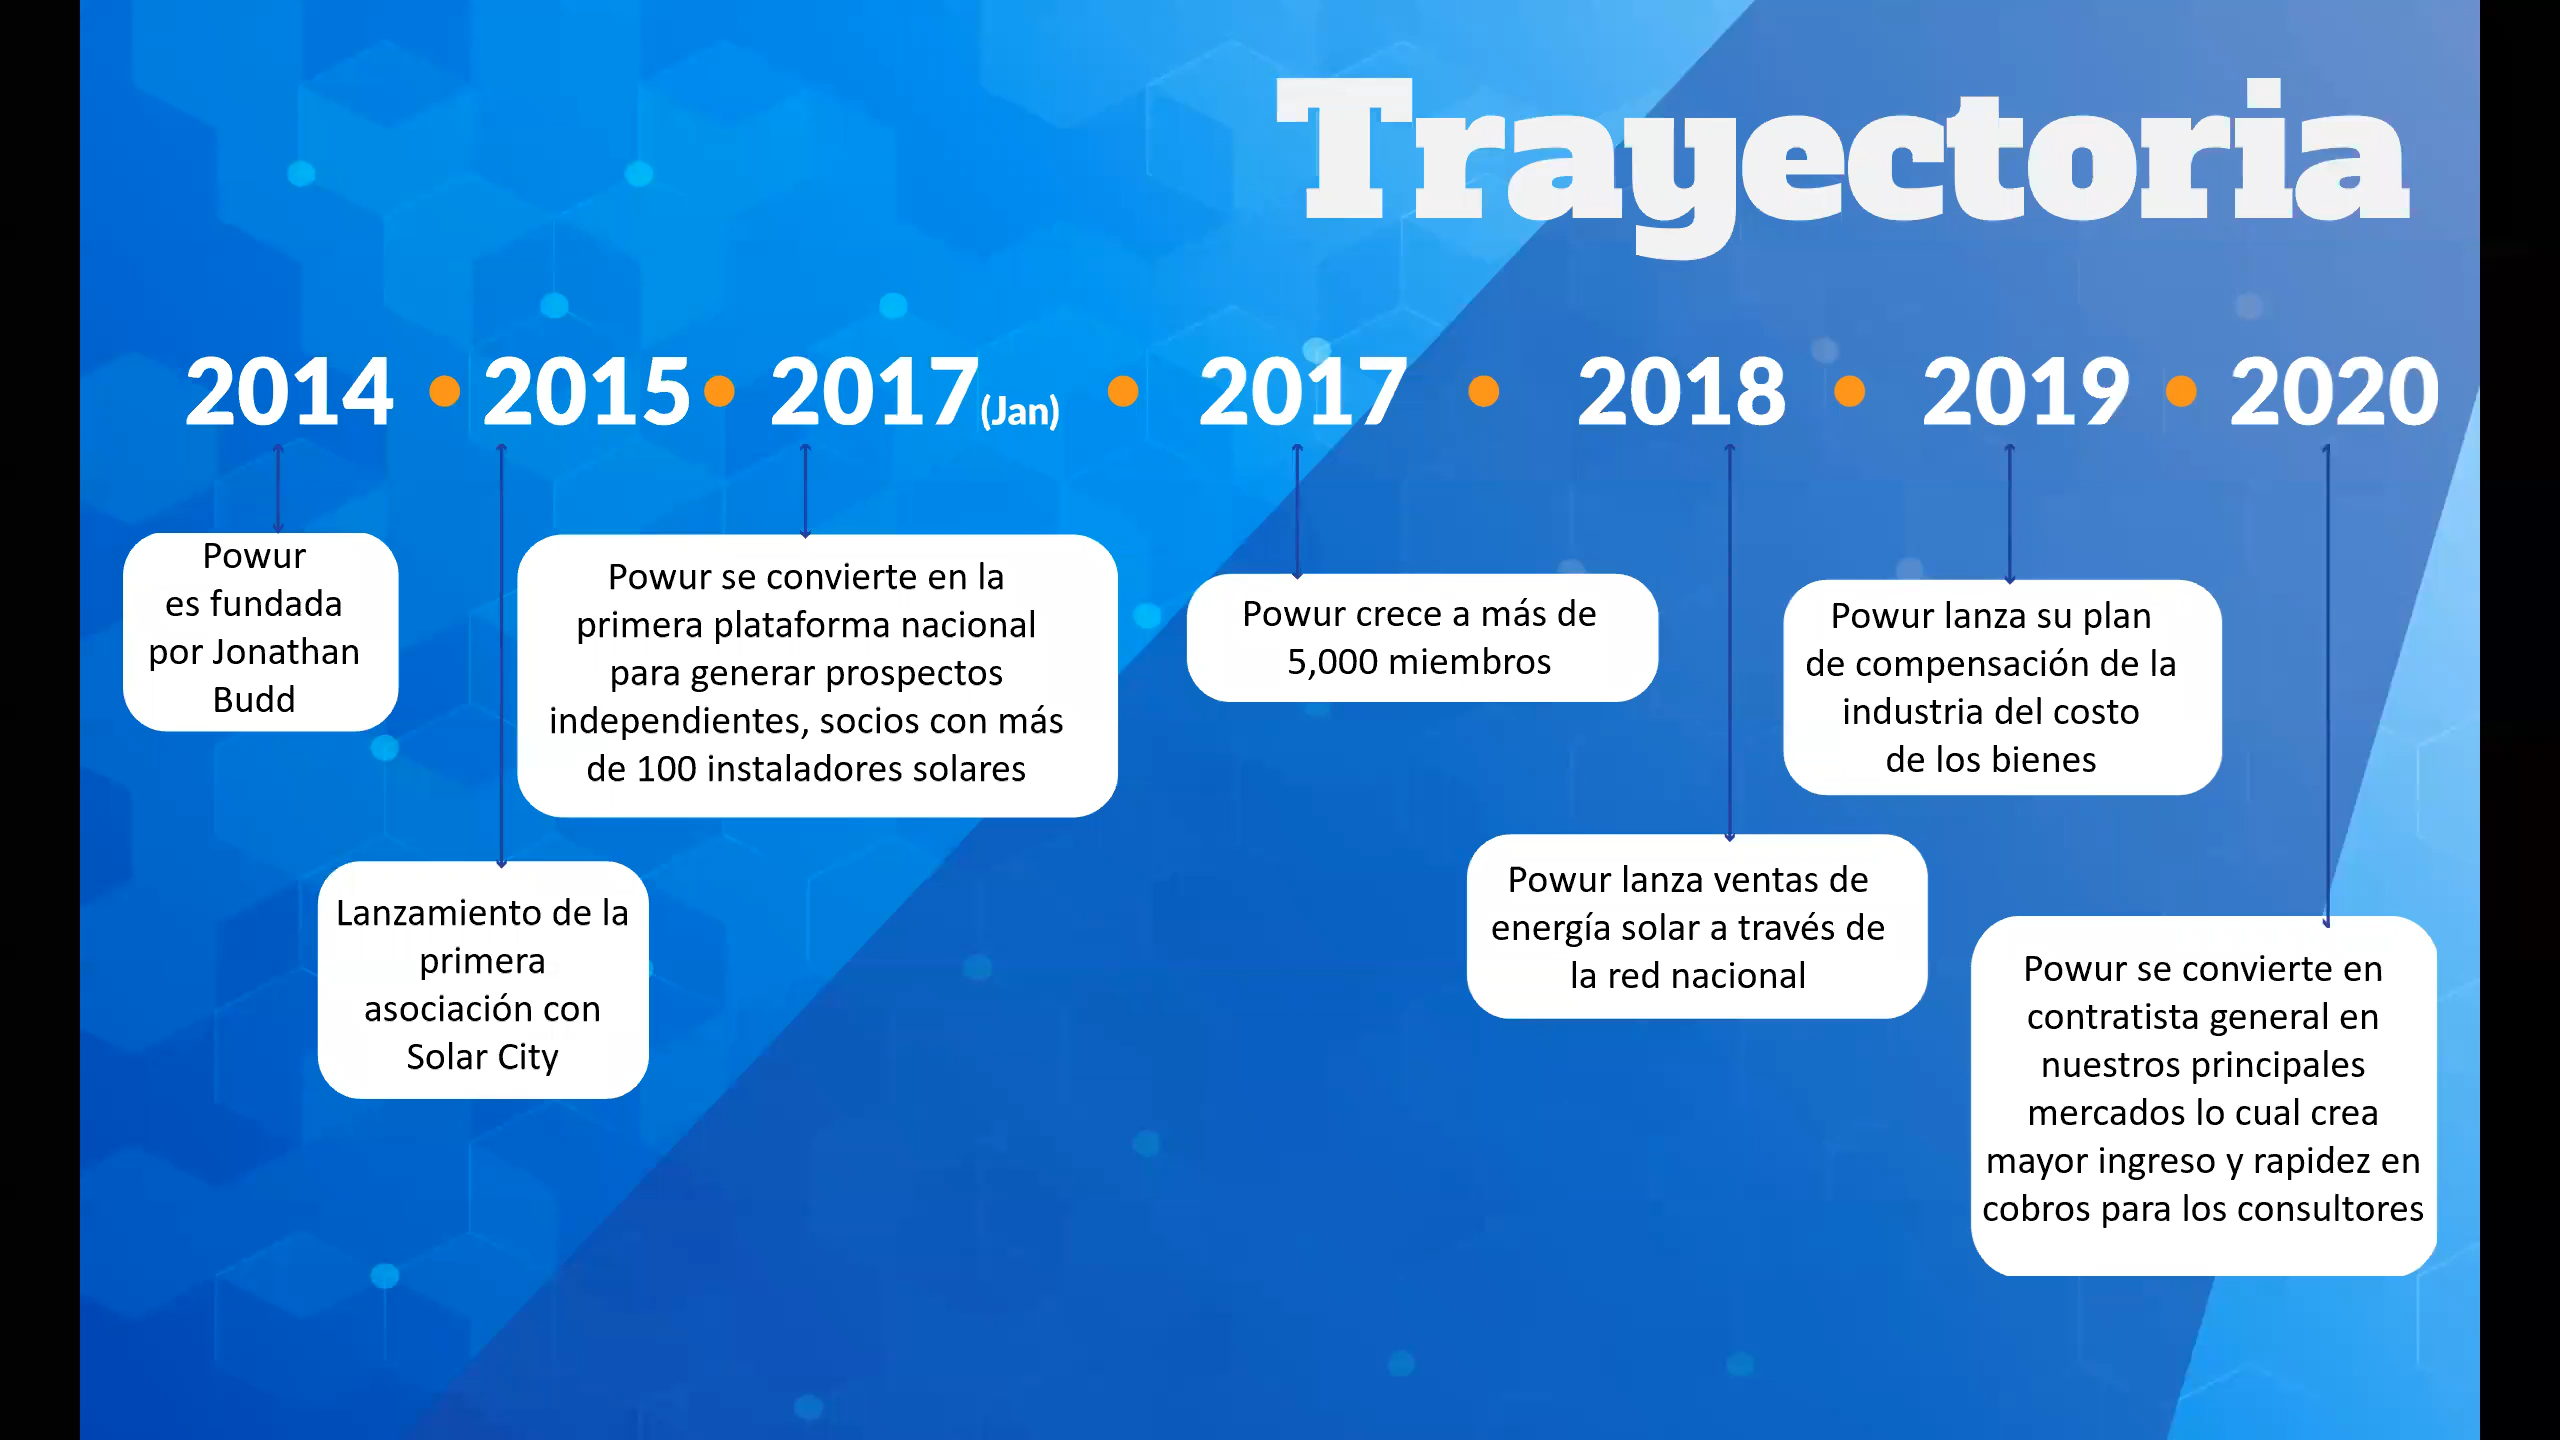 Trayectoria
2014 • 2015 • 2017 (Jan) • 2017 • 2018 • 2019 • 2020
Powur
es fundada
por Jonathan
Budd
Lanzamiento de la
primera
asociación con
Solar City
Powur se convierte en la
primera plataforma nacional
para generar prospectos
independientes, socios con más
de 100 instaladores solares
Powur crece a más de
5,000 miembros
Powur lanza ventas de
energía solar a través de
la red nacional
Powur lanza su plan
de compensación de la
industria del costo
de los bienes
Powur se convierte en
contratista general en
nuestros principales
mercados lo cual crea
mayor ingreso y rapidez en
cobros para los consultores